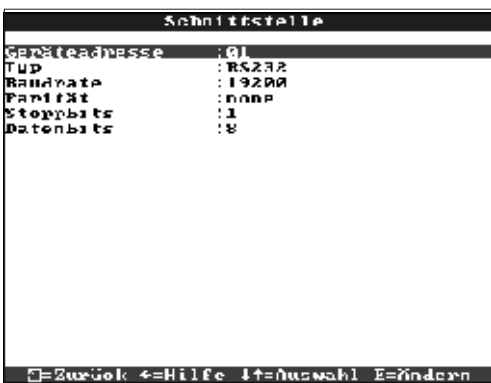 Schnittstelle
Geräteadresse :01
Typ :RS232
Baudrate :19200
Parität :none
Stoppbits :1
Datenbits :8
=Zurück ←=Hilfe ↓↑=Auswahl E=Ändern